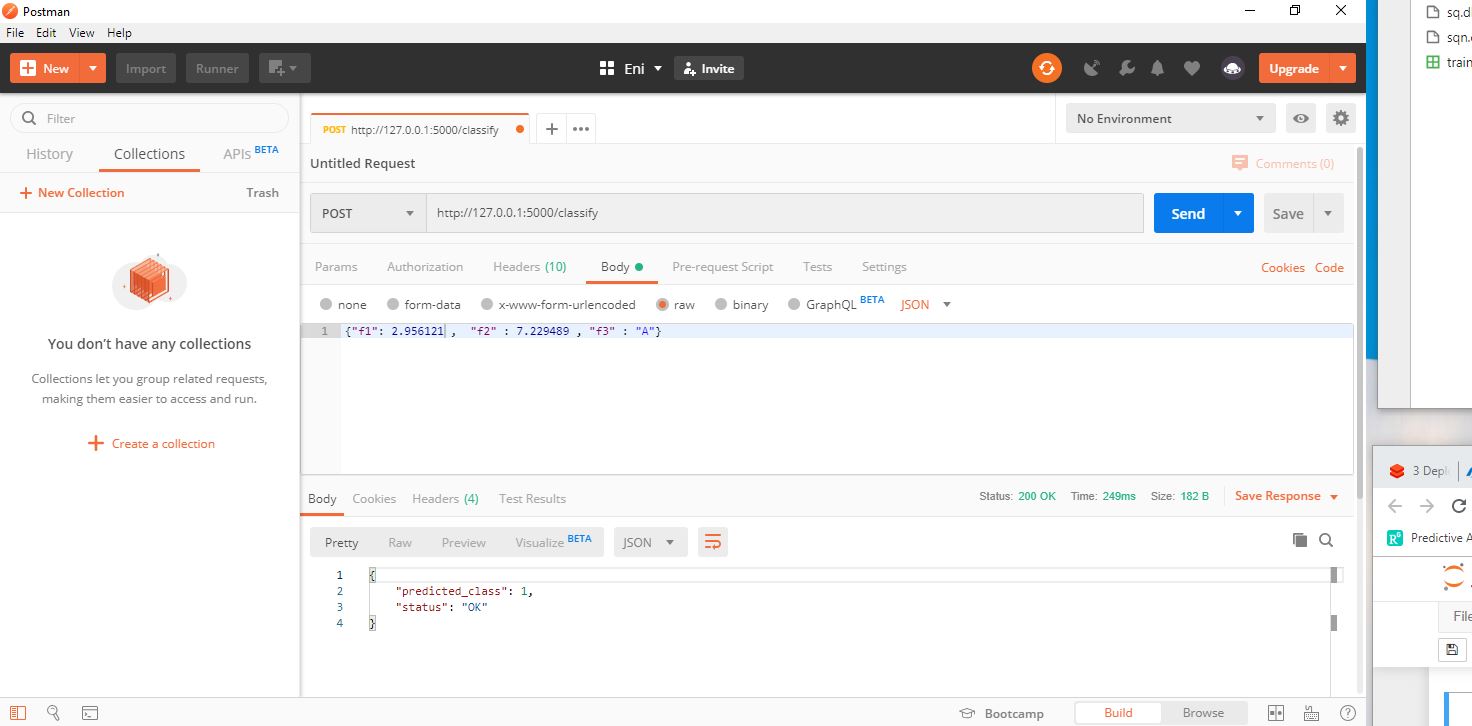 Postman
File Edit View Help
New Import Runner Eni Invite Upgrade
Filter
History Collections APIs BETA
New Collection Trash
You don't have any collections
Collections let you group related requests,
making them easier to access and run.
Create a collection
POST http://127.0.0.1:5000/classify
No Environment
Untitled Request
Comments (0)
POST http://127.0.0.1:5000/classify Send Save
Params Authorization Headers (10) Body Pre-request Script Tests Settings Cookies Code
none form-data x-www-form-urlencoded raw binary GraphQL BETA JSON
1 {"f1": 2.956121 , "f2" : 7.229489 , "f3" : "A"}
Body Cookies Headers (4) Test Results Status: 200 OK Time: 249ms Size: 182 B Save Response
Pretty Raw Preview Visualize BETA JSON
1 {
2 "predicted_class": 1,
3 "status": "OK"
4 }
Bootcamp Build Browse
sq.d
sqn.
train
3 Depl
Predictive A
File